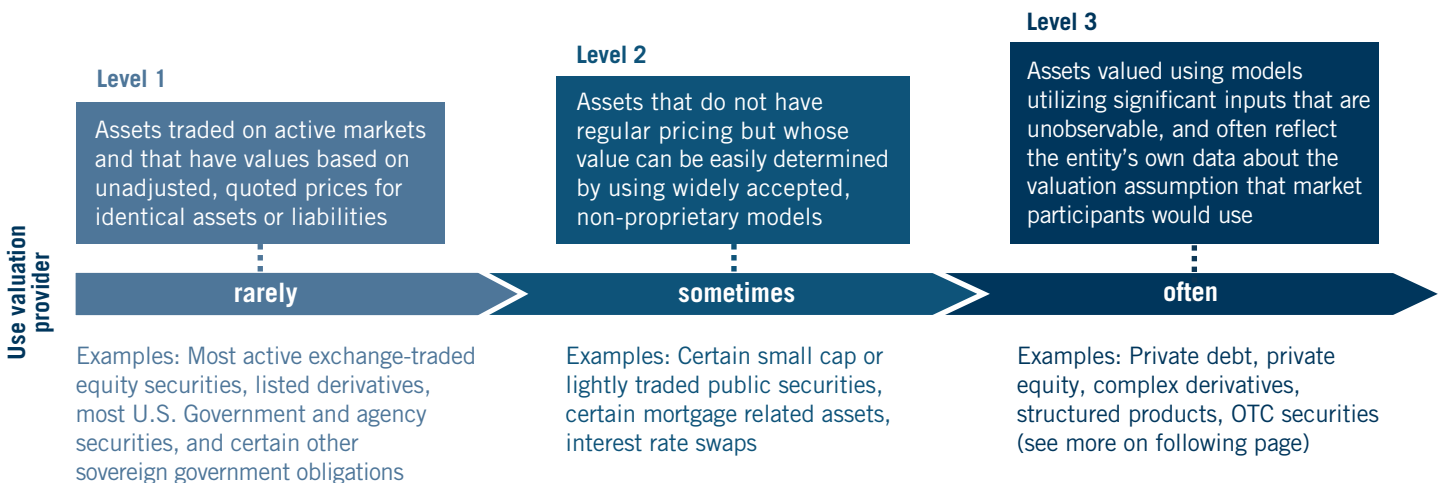 Level 1
Assets traded on active markets
and that have values based on
unadjusted, quoted prices for
identical assets or liabilities
Level 2
Assets that do not have
regular pricing but whose
value can be easily determined
by using widely accepted,
non-proprietary models
Level 3
Assets valued using models
utilizing significant inputs that are
unobservable, and often reflect
the entity's own data about the
valuation assumption that market
participants would use
Use valuation
provider
rarely
sometimes
often
Examples: Most active exchange-traded
equity securities, listed derivatives,
most U.S. Government and agency
securities, and certain other
sovereign government obligations
Examples: Certain small cap or
lightly traded public securities,
certain mortgage related assets,
interest rate swaps
Examples: Private debt, private
equity, complex derivatives,
structured products, OTC securities
(see more on following page)